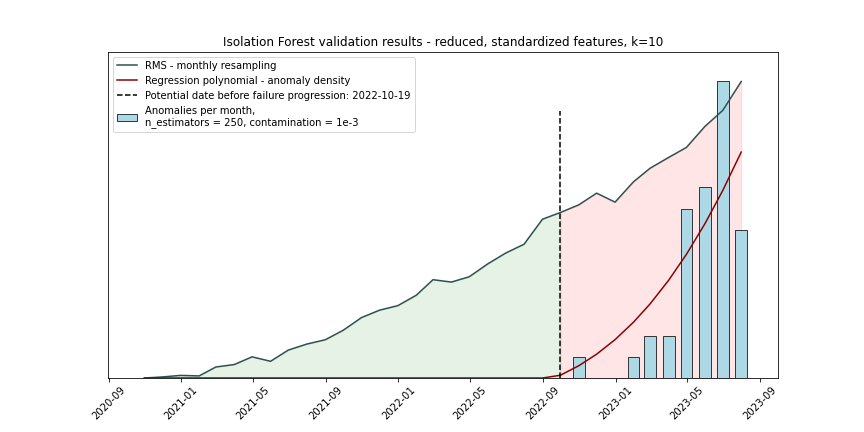 Isolation Forest validation results - reduced, standardized features, k=10
RMS - monthly resampling
Regression polynomial - anomaly density
Potential date before failure progression: 2022-10-19
Anomalies per month,
n_estimators = 250, contamination = 1e-3
2020-09
2021-01
2021-05
2021-09
2022-01
2022-05
2022-09
2023-01
2023-05
2023-09